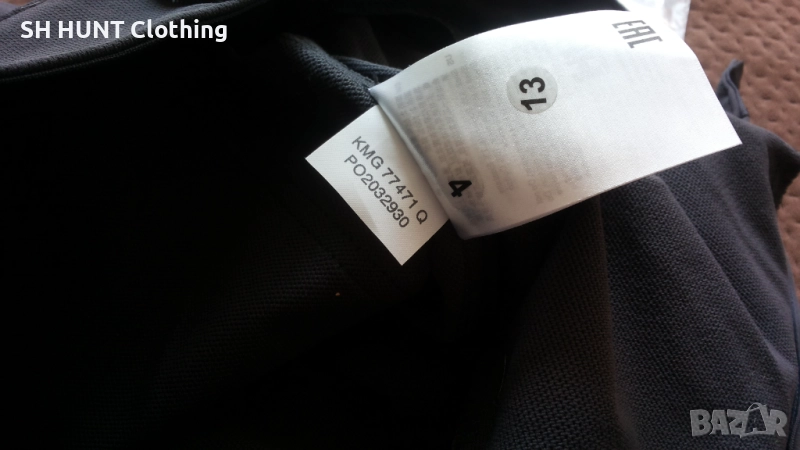 SH HUNT Clothing
EAC
13
4
KMG 77471 Q
PO2032930
BAZAR